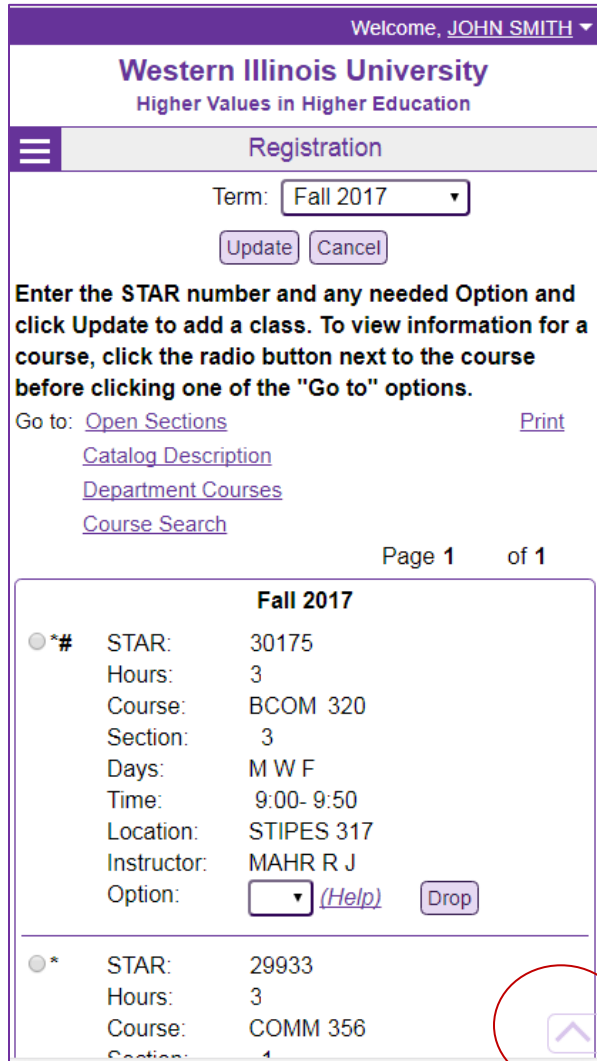 Welcome, JOHN SMITH
Western Illinois University
Higher Values in Higher Education
Registration
Term: Fall 2017
Update Cancel
Enter the STAR number and any needed Option and
click Update to add a class. To view information for a
course, click the radio button next to the course
before clicking one of the "Go to" options.
Go to: Open Sections Print
Catalog Description
Department Courses
Course Search
Page 1 of 1
Fall 2017
*# STAR: 30175
Hours: 3
Course: BCOM 320
Section: 3
Days: M W F
Time: 9:00- 9:50
Location: STIPES 317
Instructor: MAHR R J
Option: (Help) Drop
* STAR: 29933
Hours: 3
Course: COMM 356
Section: 1